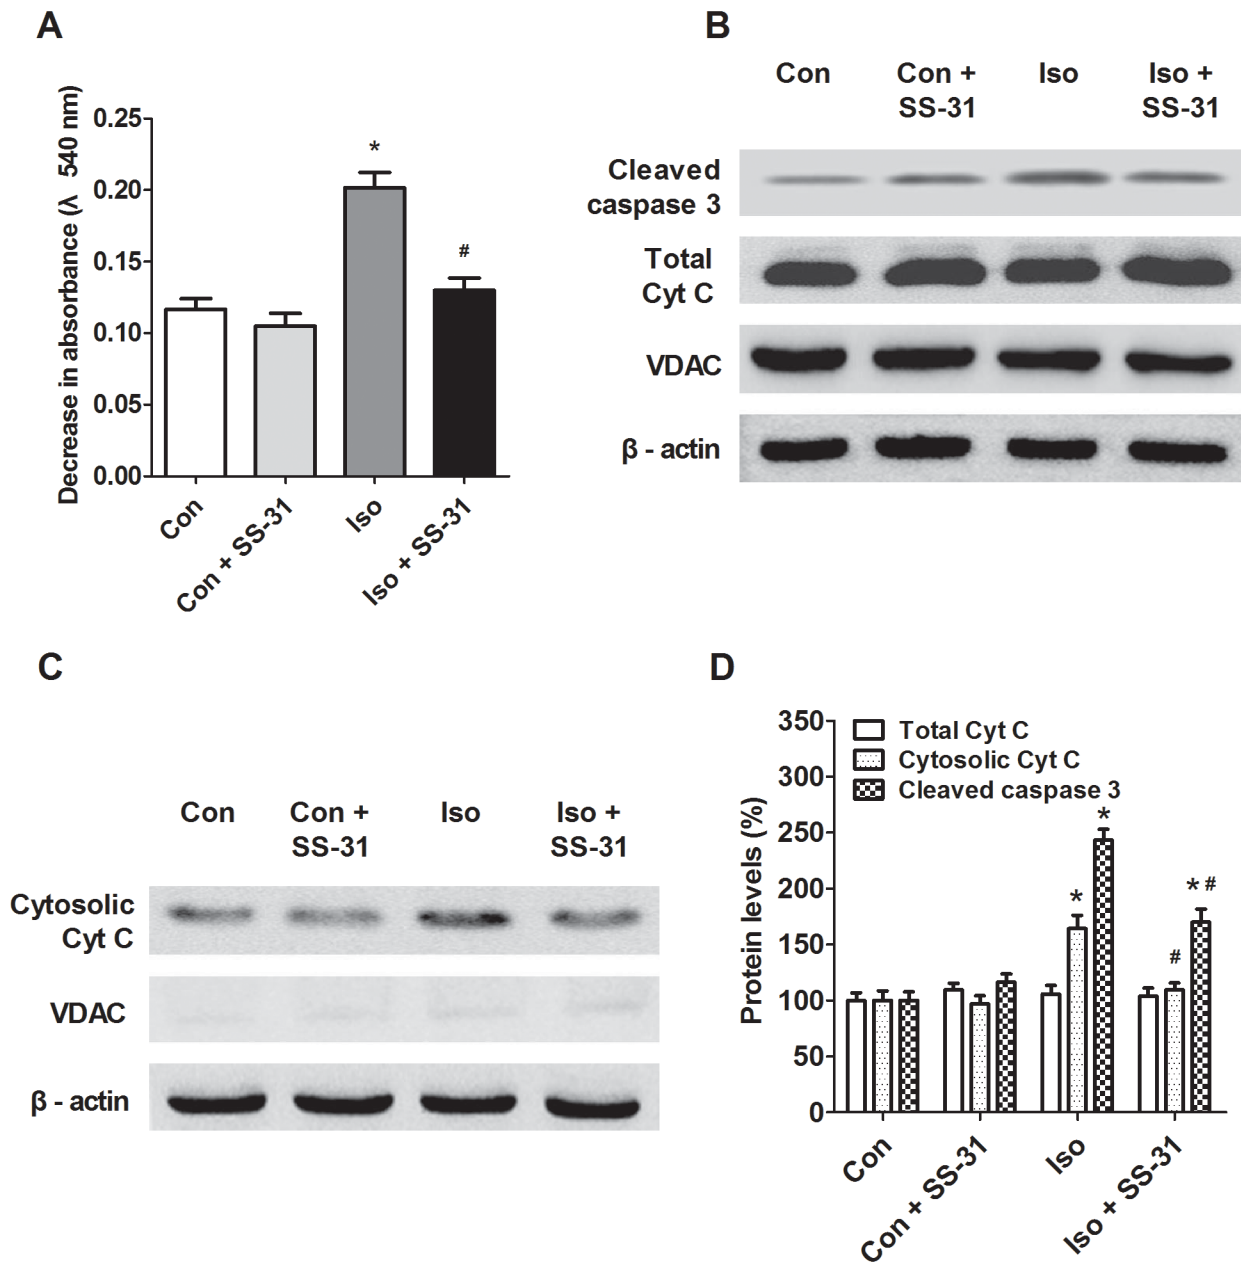 A
Decrease in absorbance (λ 540 nm)
0.25
0.20
0.15
0.10
0.05
0.00
*
#
Con
Con + SS-31
Iso
Iso + SS-31
B
Con
Con +
SS-31
Iso
Iso +
SS-31
Cleaved
caspase 3
Total
Cyt C
VDAC
β - actin
C
Con
Con +
SS-31
Iso
Iso +
SS-31
Cytosolic
Cyt C
VDAC
β - actin
D
Protein levels (%)
350
300
250
200
150
100
50
0
Total Cyt C
Cytosolic Cyt C
Cleaved caspase 3
*
*
#
* #
Con
Con + SS-31
Iso
Iso + SS-31